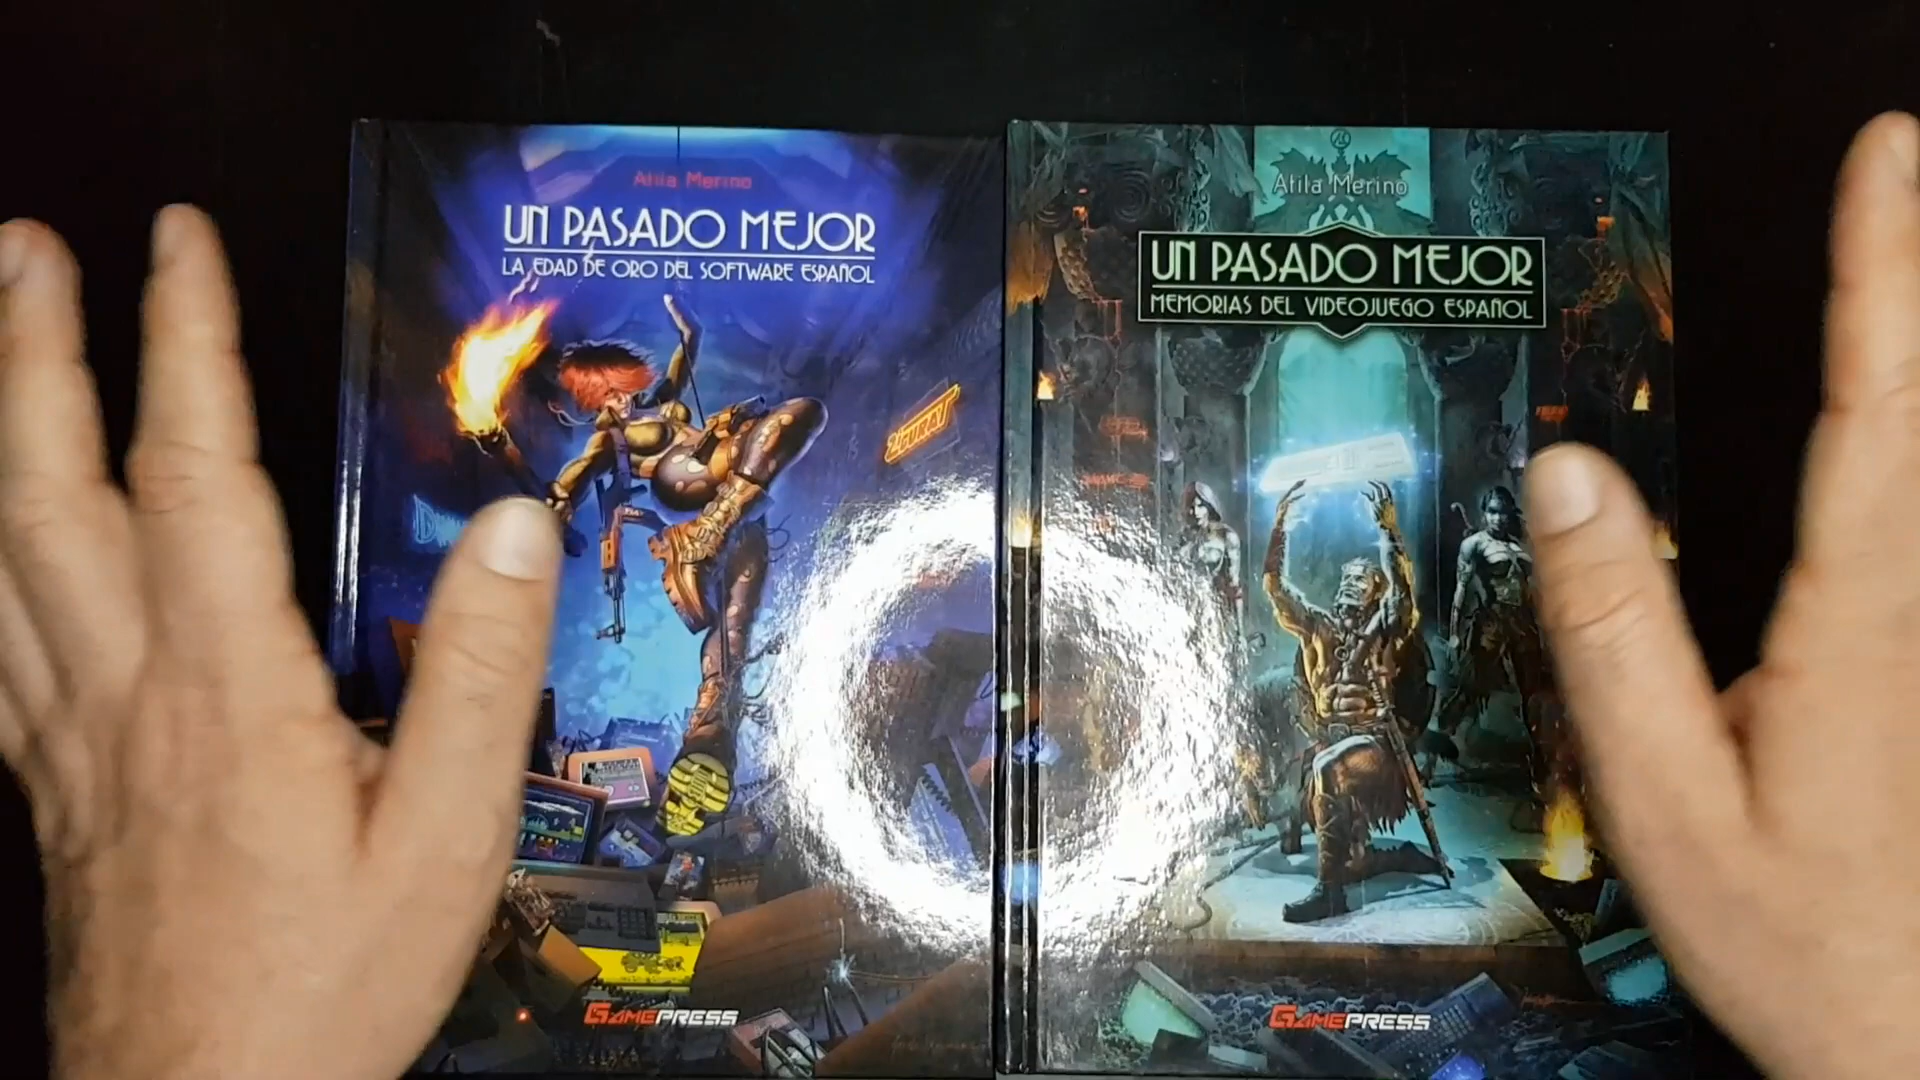 Atila Merino
UN PASADO MEJOR
LA EDAD DE ORO DEL SOFTWARE ESPAÑOL
ZIGURAT
GAMEPRESS
Atila Merino
UN PASADO MEJOR
MEMORIAS DEL VIDEOJUEGO ESPAÑOL
GAMEPRESS